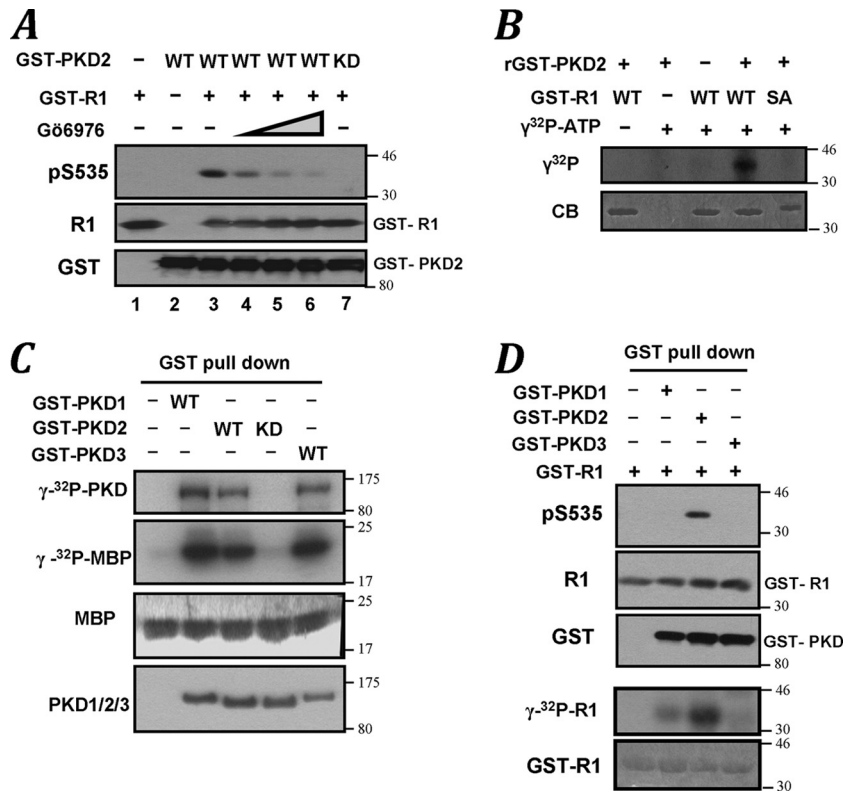 A
GST-PKD2 – WT WT WT WT WT KD
GST-R1 + – + + + + +
Gö6976 – – – –
pS535
46
30
R1
GST- R1
GST
GST- PKD2
80
1 2 3 4 5 6 7
B
rGST-PKD2 + + – + +
GST-R1 WT – WT WT SA
γ³²P-ATP – + + + +
γ³²P
46
30
CB
30
C
GST pull down
GST-PKD1 – WT – – –
GST-PKD2 – – WT KD –
GST-PKD3 – – – – WT
γ-³²P-PKD
175
80
γ -³²P-MBP
25
17
MBP
25
17
PKD1/2/3
175
80
D
GST pull down
GST-PKD1 – + – –
GST-PKD2 – – + –
GST-PKD3 – – – +
GST-R1 + + + +
pS535
46
30
R1
GST- R1
30
GST
GST- PKD
80
γ-³²P-R1
46
30
GST-R1
46
30